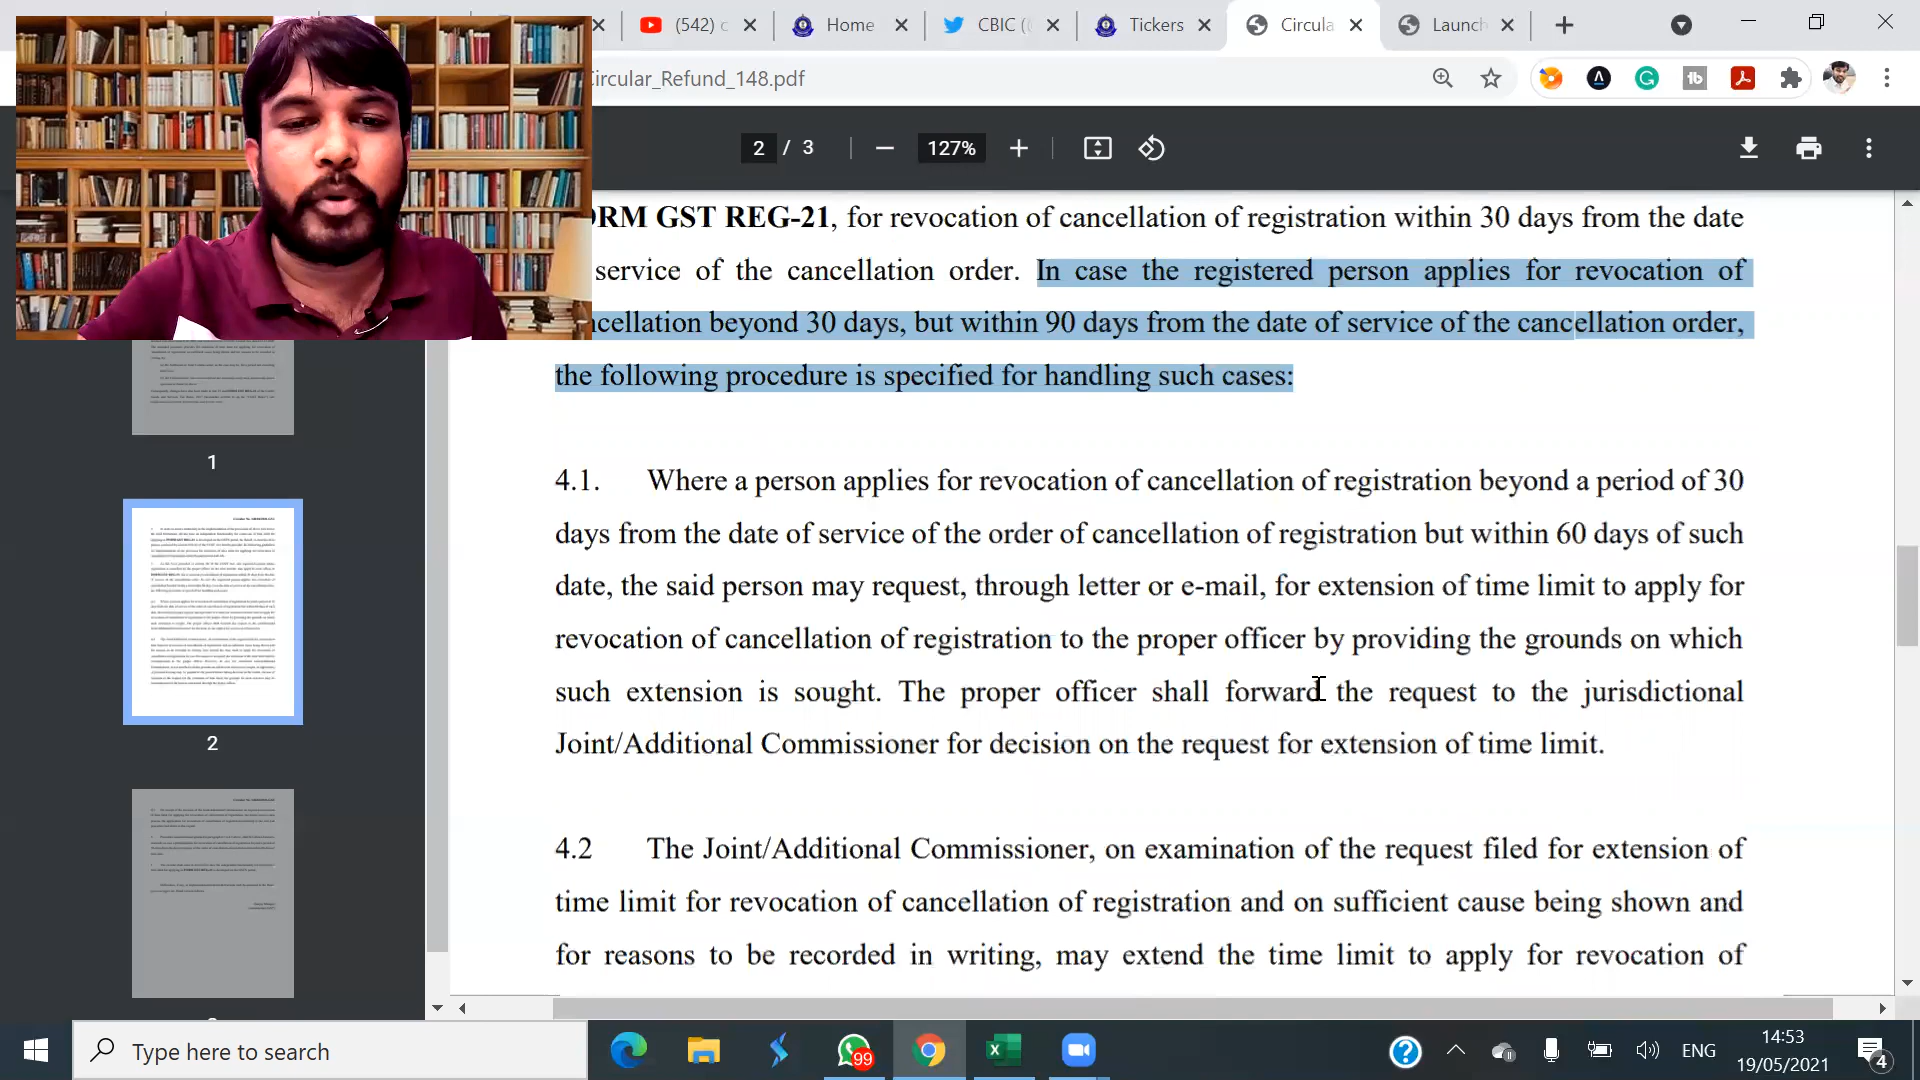 (542) c
Home
CBIC (
Tickers
Circula
Launch
Circular_Refund_148.pdf
2 / 3
127%
ORM GST REG-21, for revocation of cancellation of registration within 30 days from the date
service of the cancellation order. In case the registered person applies for revocation of
ncellation beyond 30 days, but within 90 days from the date of service of the cancellation order,
the following procedure is specified for handling such cases:
4.1. Where a person applies for revocation of cancellation of registration beyond a period of 30
days from the date of service of the order of cancellation of registration but within 60 days of such
date, the said person may request, through letter or e-mail, for extension of time limit to apply for
revocation of cancellation of registration to the proper officer by providing the grounds on which
such extension is sought. The proper officer shall forward the request to the jurisdictional
Joint/Additional Commissioner for decision on the request for extension of time limit.
4.2 The Joint/Additional Commissioner, on examination of the request filed for extension of
time limit for revocation of cancellation of registration and on sufficient cause being shown and
for reasons to be recorded in writing, may extend the time limit to apply for revocation of
1
2
Type here to search
99
ENG
14:53
19/05/2021
4